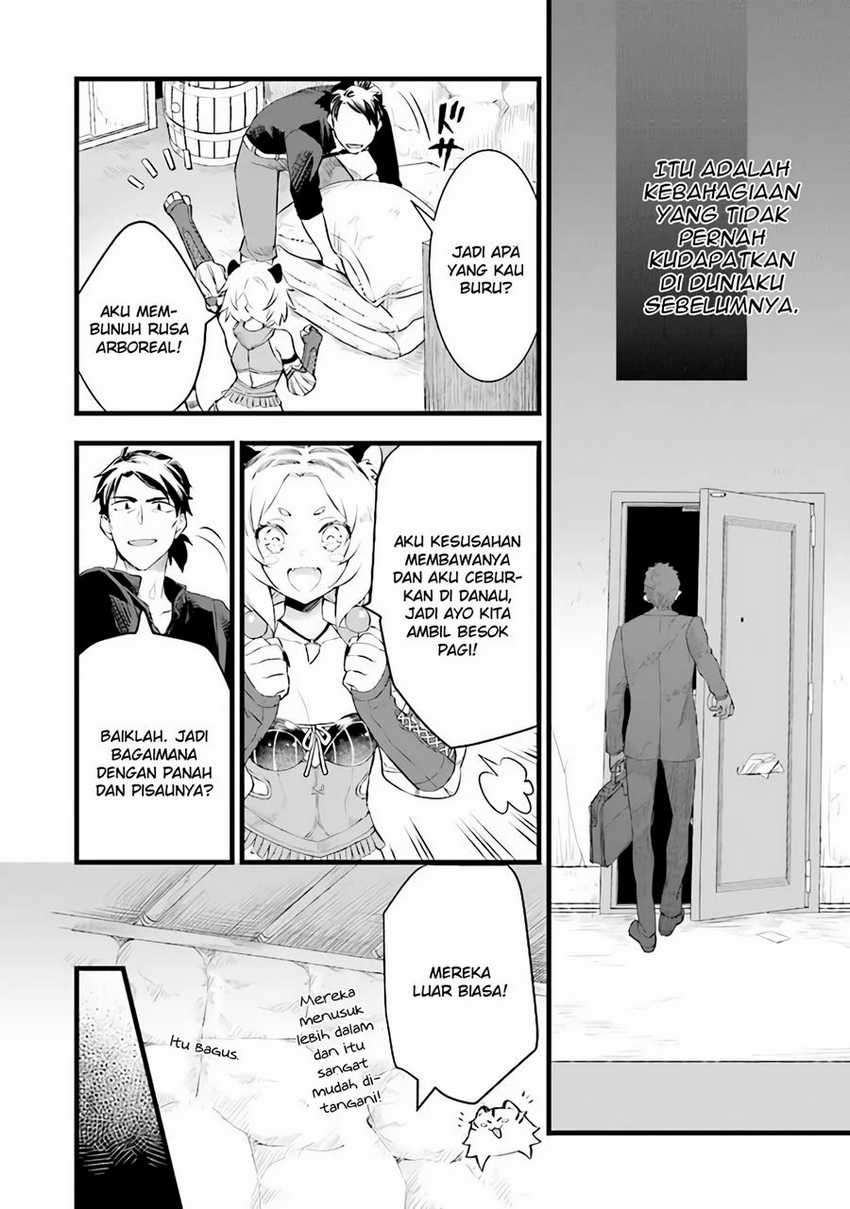 ITU ADALAH
KEBAHAGIAAN
YANG TIDAK
PERNAH
KUDAPATKAN
DI DUNIAKU
SEBELUMNYA.
JADI APA
YANG KAU
BURU?
ドサ
AKU MEM-
BUNUH RUSA
ARBOREAL!
AKU KESUSAHAN
MEMBAWANYA
DAN AKU CEBUR-
KAN DI DANAU,
JADI AYO KITA
AMBIL BESOK
PAGI!
BAIKLAH. JADI
BAGAIMANA
DENGAN PANAH
DAN PISAUNYA?
MEREKA
LUAR BIASA!
Mereka
menusuk
lebih dalam
dan itu
sangat
mudah di-
tangani!
Itu bagus.